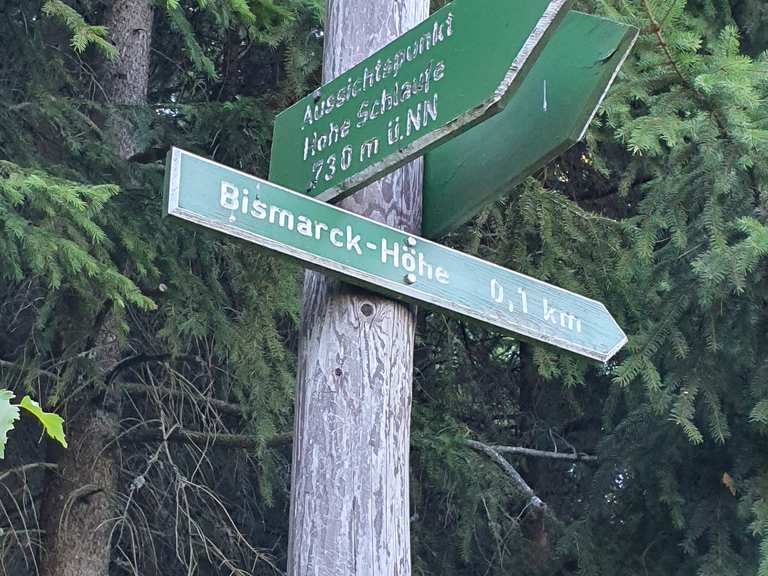 Aussichtspunkt
Hohe Schlaufe
730 m ü.NN
Bismarck-Höhe 0,1 km